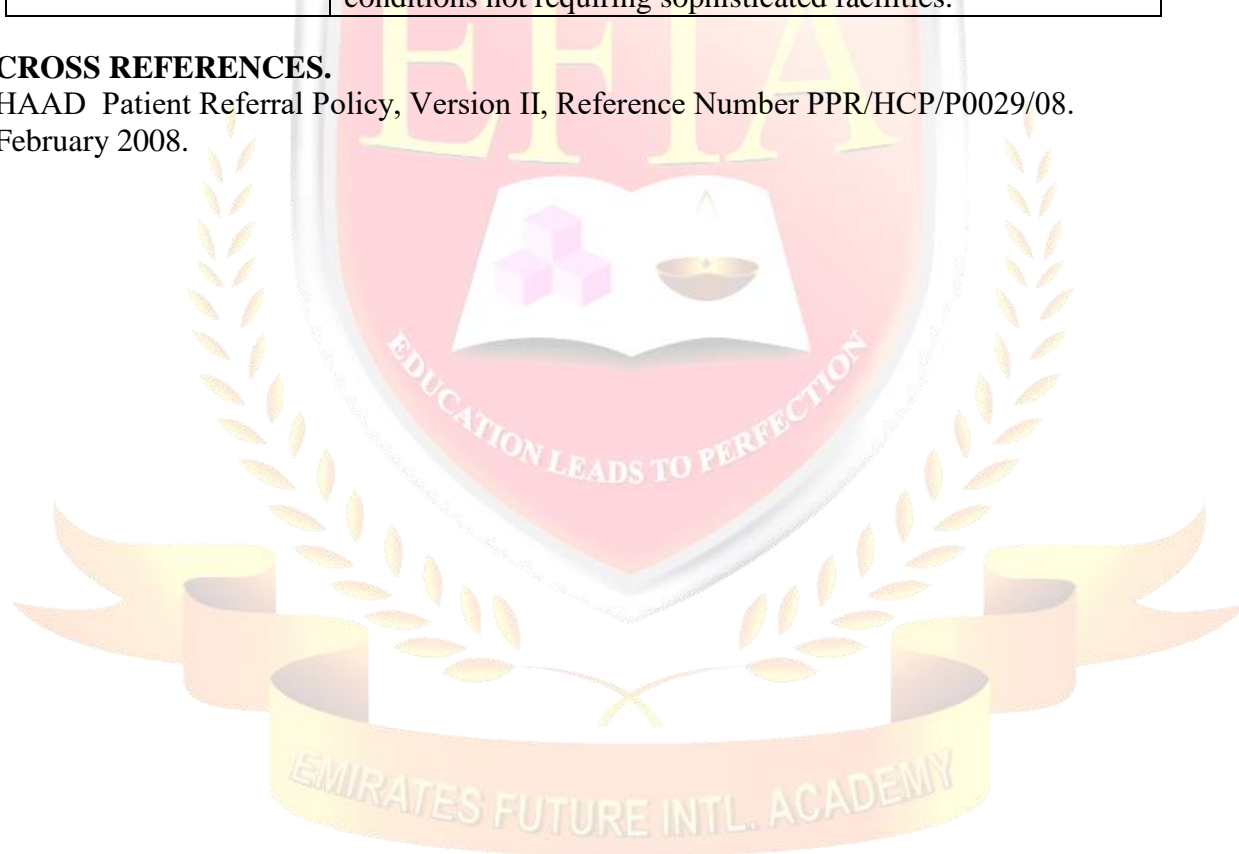 conditions not requiring sophisticated facilities.
CROSS REFERENCES.
HAAD Patient Referral Policy, Version II, Reference Number PPR/HCP/P0029/08.
February 2008.
EFIA
EDUCATION LEADS TO PERFECTION
EMIRATES FUTURE INTL. ACADEMY